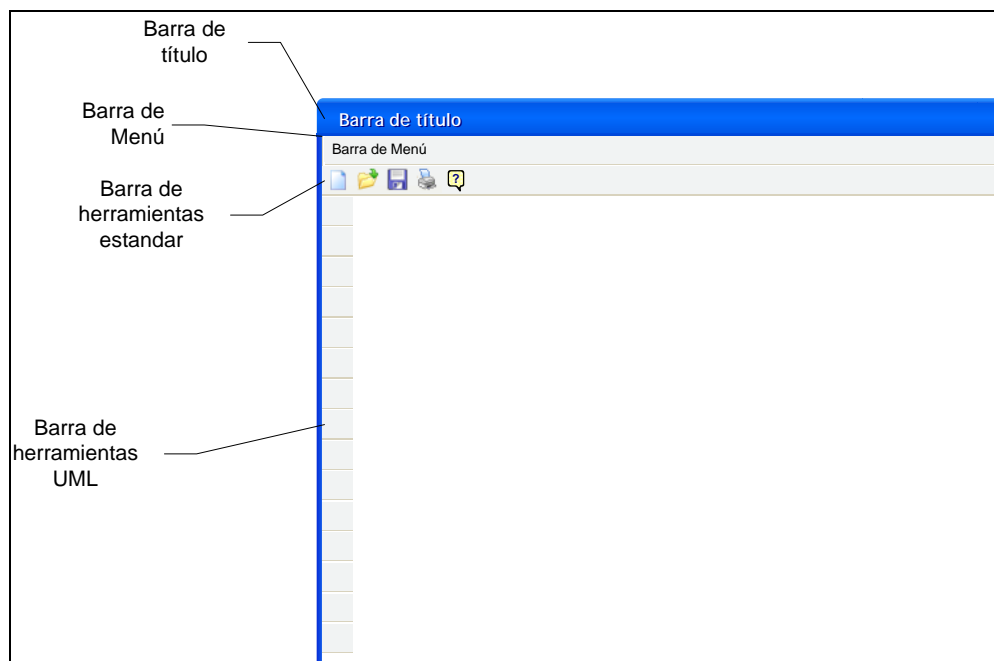 Barra de
título
Barra de
Menú
Barra de título
Barra de Menú
?
Barra de
herramientas
estandar
Barra de
herramientas
UML